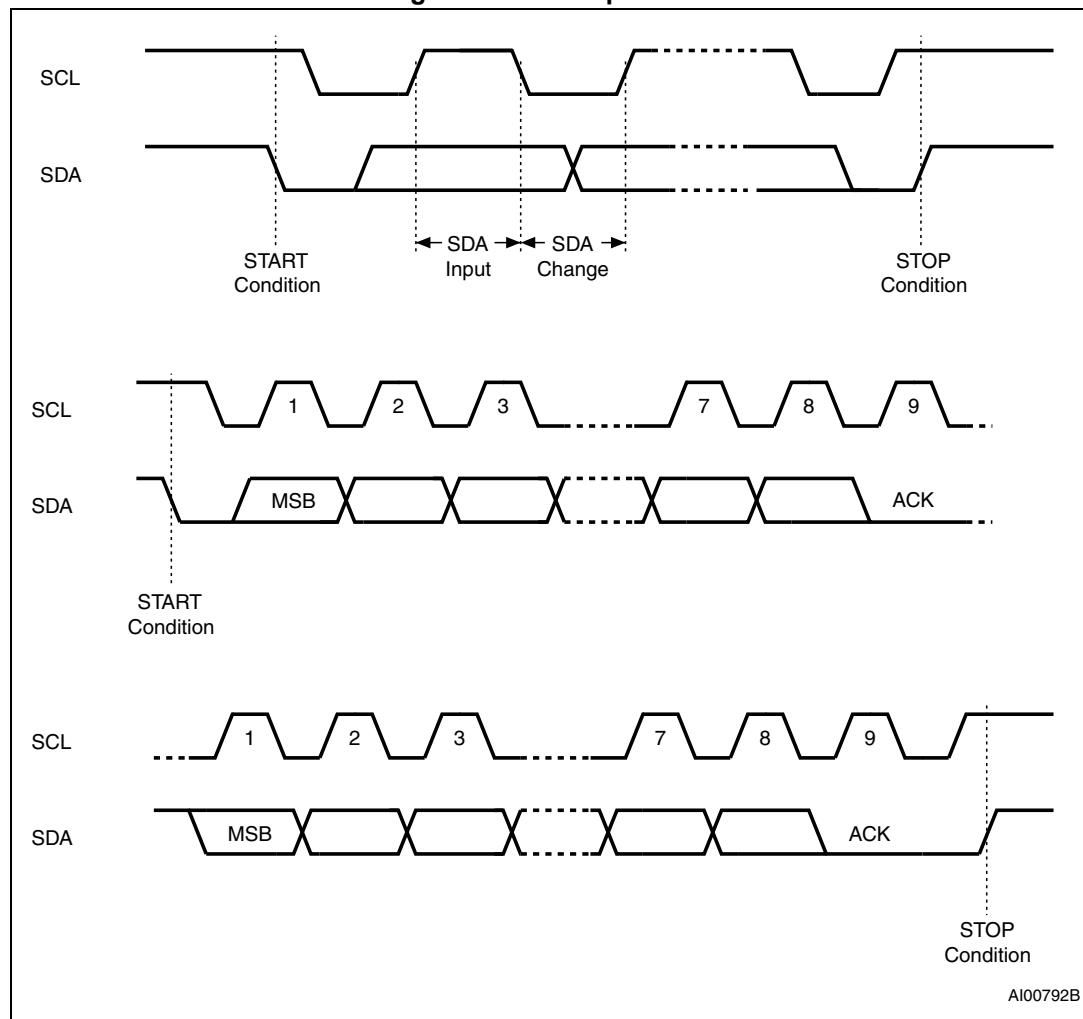 SCL
SDA
SDA
Input
SDA
Change
START
Condition
STOP
Condition
SCL
1
2
3
7
8
9
SDA
MSB
ACK
START
Condition
SCL
1
2
3
7
8
9
SDA
MSB
ACK
STOP
Condition
AI00792B